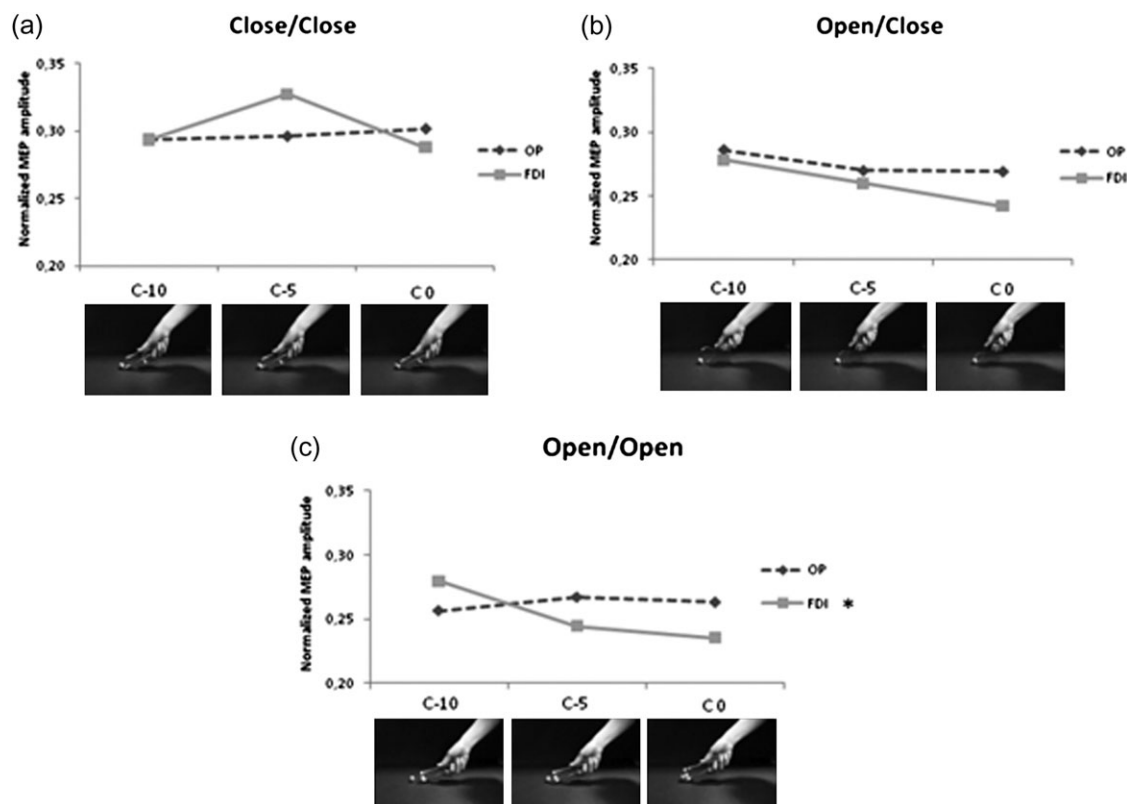 (a)
Close/Close
Normalized MEP amplitude
0,35
0,30
0,25
0,20
C-10 C-5 C 0
OP
FDI
(b)
Open/Close
Normalized MEP amplitude
0,35
0,30
0,25
0,20
C-10 C-5 C 0
OP
FDI
(c)
Open/Open
Normalized MEP amplitude
0,35
0,30
0,25
0,20
C-10 C-5 C 0
OP
FDI *